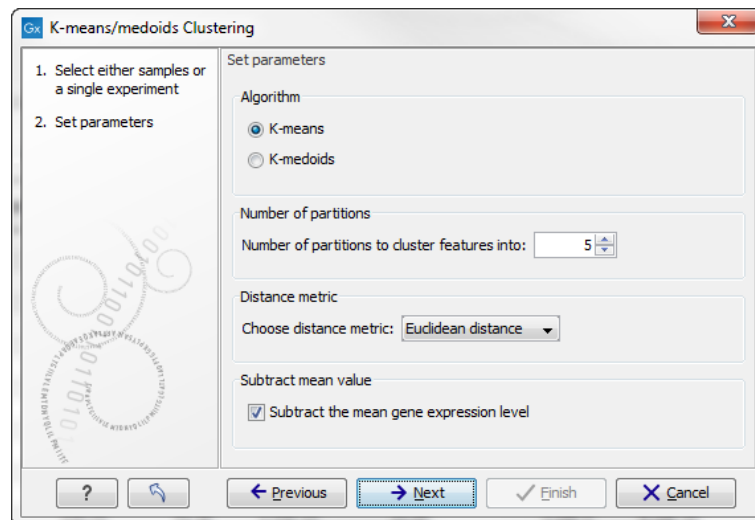 Gx K-means/medoids Clustering
X
1. Select either samples or
a single experiment
2. Set parameters
Set parameters
Algorithm
K-means
K-medoids
Number of partitions
Number of partitions to cluster features into: 5
Distance metric
Choose distance metric: Euclidean distance
Subtract mean value
Subtract the mean gene expression level
? Previous Next Finish Cancel